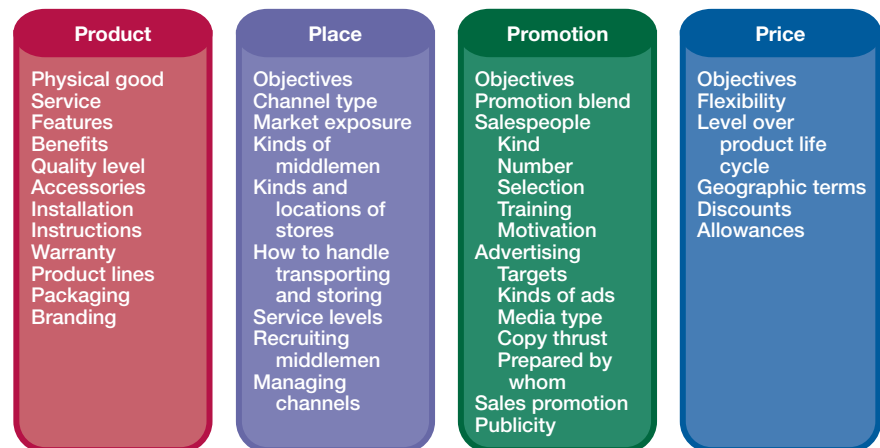 Product
Physical good
Service
Features
Benefits
Quality level
Accessories
Installation
Instructions
Warranty
Product lines
Packaging
Branding
Place
Objectives
Channel type
Market exposure
Kinds of
middlemen
Kinds and
locations of
stores
How to handle
transporting
and storing
Service levels
Recruiting
middlemen
Managing
channels
Promotion
Objectives
Promotion blend
Salespeople
Kind
Number
Selection
Training
Motivation
Advertising
Targets
Kinds of ads
Media type
Copy thrust
Prepared by
whom
Sales promotion
Publicity
Price
Objectives
Flexibility
Level over
product life
cycle
Geographic terms
Discounts
Allowances